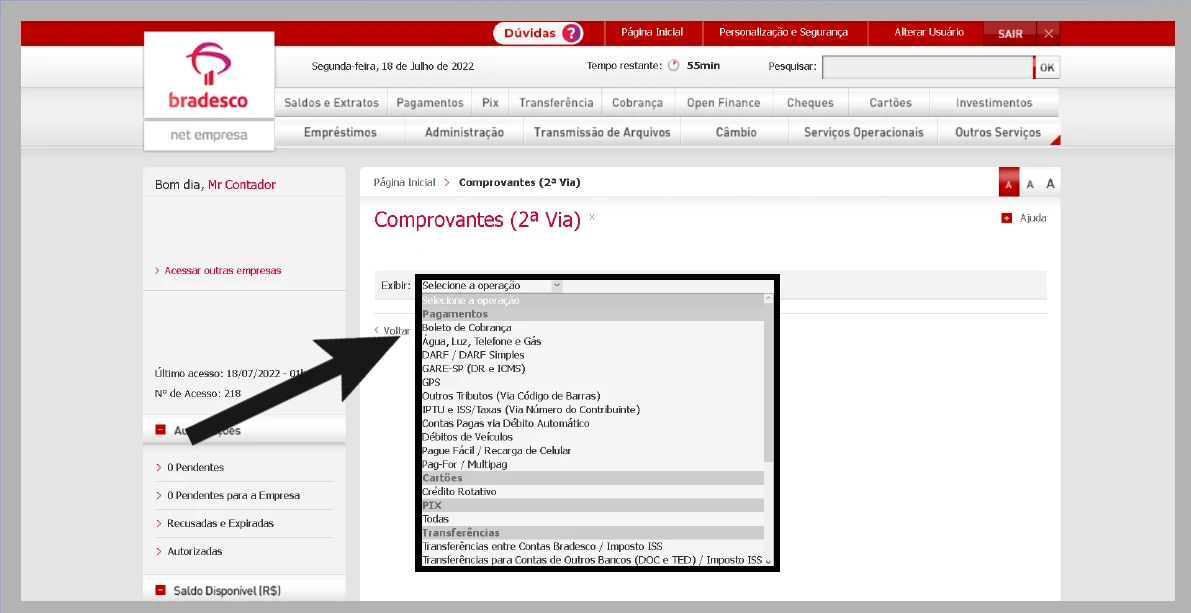 Dúvidas ?
Página Inicial
Personalização e Segurança
Alterar Usuário
SAIR
bradesco
net empresa
Segunda-feira, 18 de Julho de 2022
Tempo restante: 55min
Pesquisar:
OK
Saldos e Extratos
Pagamentos
Pix
Transferência
Cobrança
Open Finance
Cheques
Cartões
Investimentos
Empréstimos
Administração
Transmissão de Arquivos
Câmbio
Serviços Operacionais
Outros Serviços
Bom dia, Mr Contador
Acessar outras empresas
Último acesso: 18/07/2022 - 01
Nº de Acesso: 218
0 Pendentes
0 Pendentes para a Empresa
Recusadas e Expiradas
Autorizadas
Saldo Disponível (R$)
Página Inicial > Comprovantes (2ª Via)
A A A
Comprovantes (2ª Via) x
Ajuda
Exibir: Selecione a operação
Selecione a operação
Pagamentos
Boleto de Cobrança
Água, Luz, Telefone e Gás
DARF / DARF Simples
GARE-SP (DR e ICMS)
GPS
Outros Tributos (Via Código de Barras)
IPTU e ISS/Taxas (Via Número do Contribuinte)
Contas Pagas via Débito Automático
Débitos de Veículos
Pague Fácil / Recarga de Celular
Pag-For / Multipag
Cartões
Crédito Rotativo
PIX
Todas
Transferências
Transferências entre Contas Bradesco / Imposto ISS
Transferências para Contas de Outros Bancos (DOC e TED) / Imposto ISS
Voltar